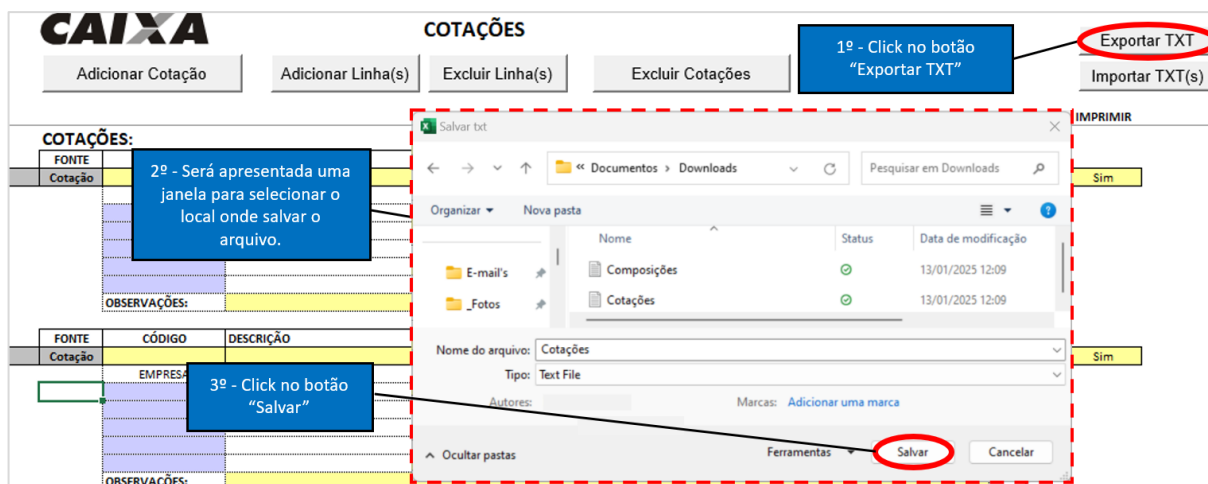 CAIXA
COTAÇÕES
Adicionar Cotação
Adicionar Linha(s)
Excluir Linha(s)
Excluir Cotações
1º - Click no botão
“Exportar TXT”
Exportar TXT
Importar TXT(s)
IMPRIMIR
COTAÇÕES:
FONTE
Cotação
Sim
2º - Será apresentada uma
janela para selecionar o
local onde salvar o
arquivo.
OBSERVAÇÕES:
Salvar txt
« Documentos > Downloads
Pesquisar em Downloads
Organizar
Nova pasta
Nome
Status
Data de modificação
E-mail's
Composições
13/01/2025 12:09
_Fotos
Cotações
13/01/2025 12:09
Nome do arquivo: Cotações
Tipo: Text File
Autores:
Marcas: Adicionar uma marca
Ocultar pastas
Ferramentas
Salvar
Cancelar
FONTE
CÓDIGO
DESCRIÇÃO
Cotação
Sim
EMPRESA
3º - Click no botão
“Salvar”
OBSERVAÇÕES: